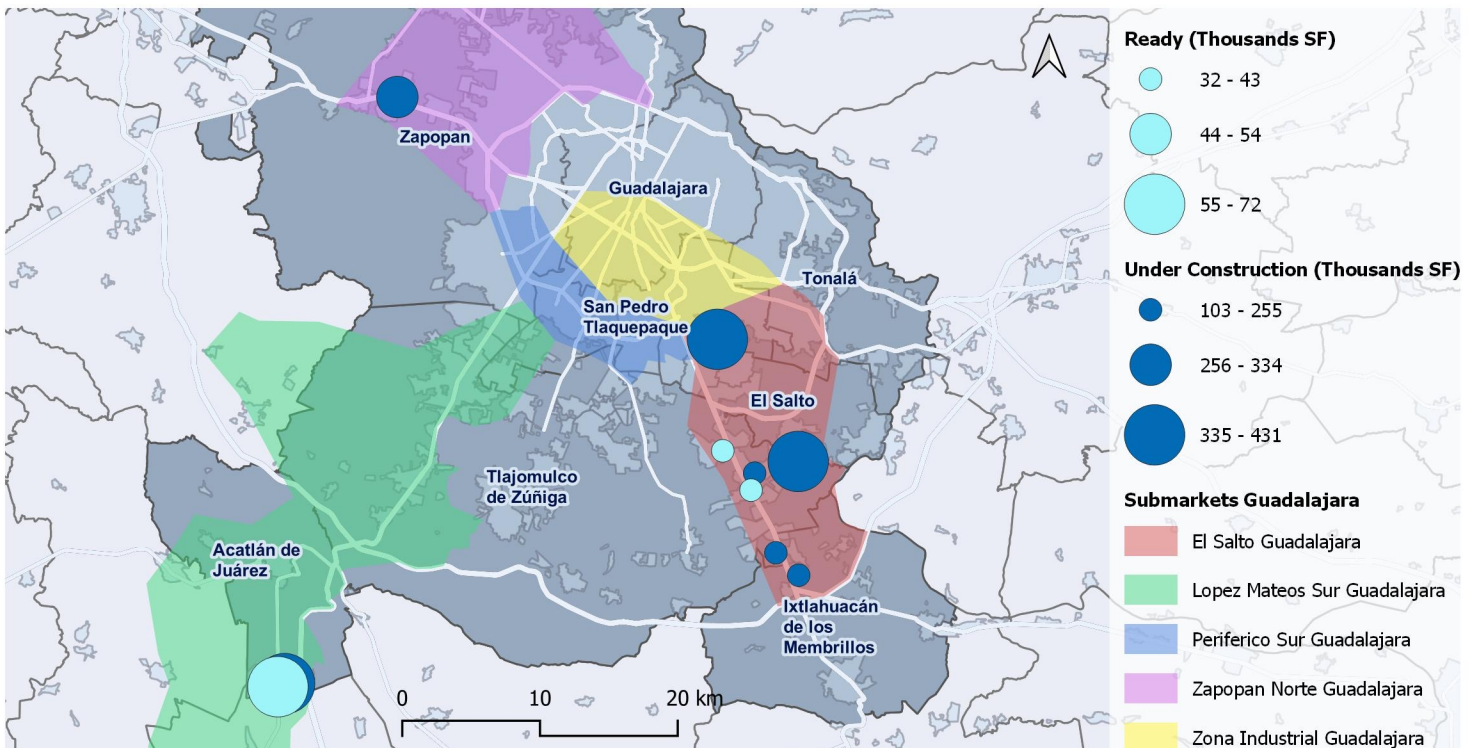 Zapopan
Guadalajara
Tonalá
San Pedro
Tlaquepaque
El Salto
Tlajomulco
de Zúñiga
Acatlán de
Juárez
Ixtlahuacán
de los
Membrillos
0 10 20 km
Ready (Thousands SF)
32 - 43
44 - 54
55 - 72
Under Construction (Thousands SF)
103 - 255
256 - 334
335 - 431
Submarkets Guadalajara
El Salto Guadalajara
Lopez Mateos Sur Guadalajara
Periferico Sur Guadalajara
Zapopan Norte Guadalajara
Zona Industrial Guadalajara